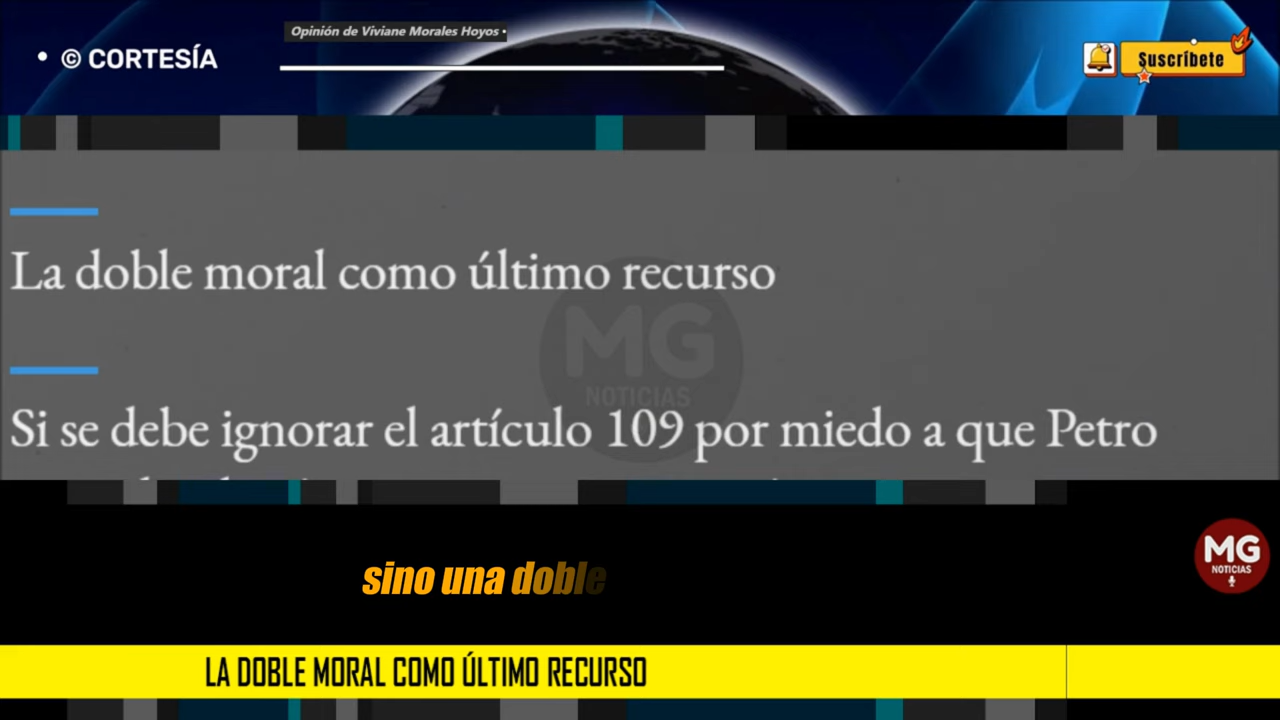 Opinión de Viviane Morales Hoyos •
• © CORTESÍA
Suscríbete
La doble moral como último recurso
MG
NOTICIAS
Si se debe ignorar el artículo 109 por miedo a que Petro
sino una doble
MG
NOTICIAS
LA DOBLE MORAL COMO ÚLTIMO RECURSO